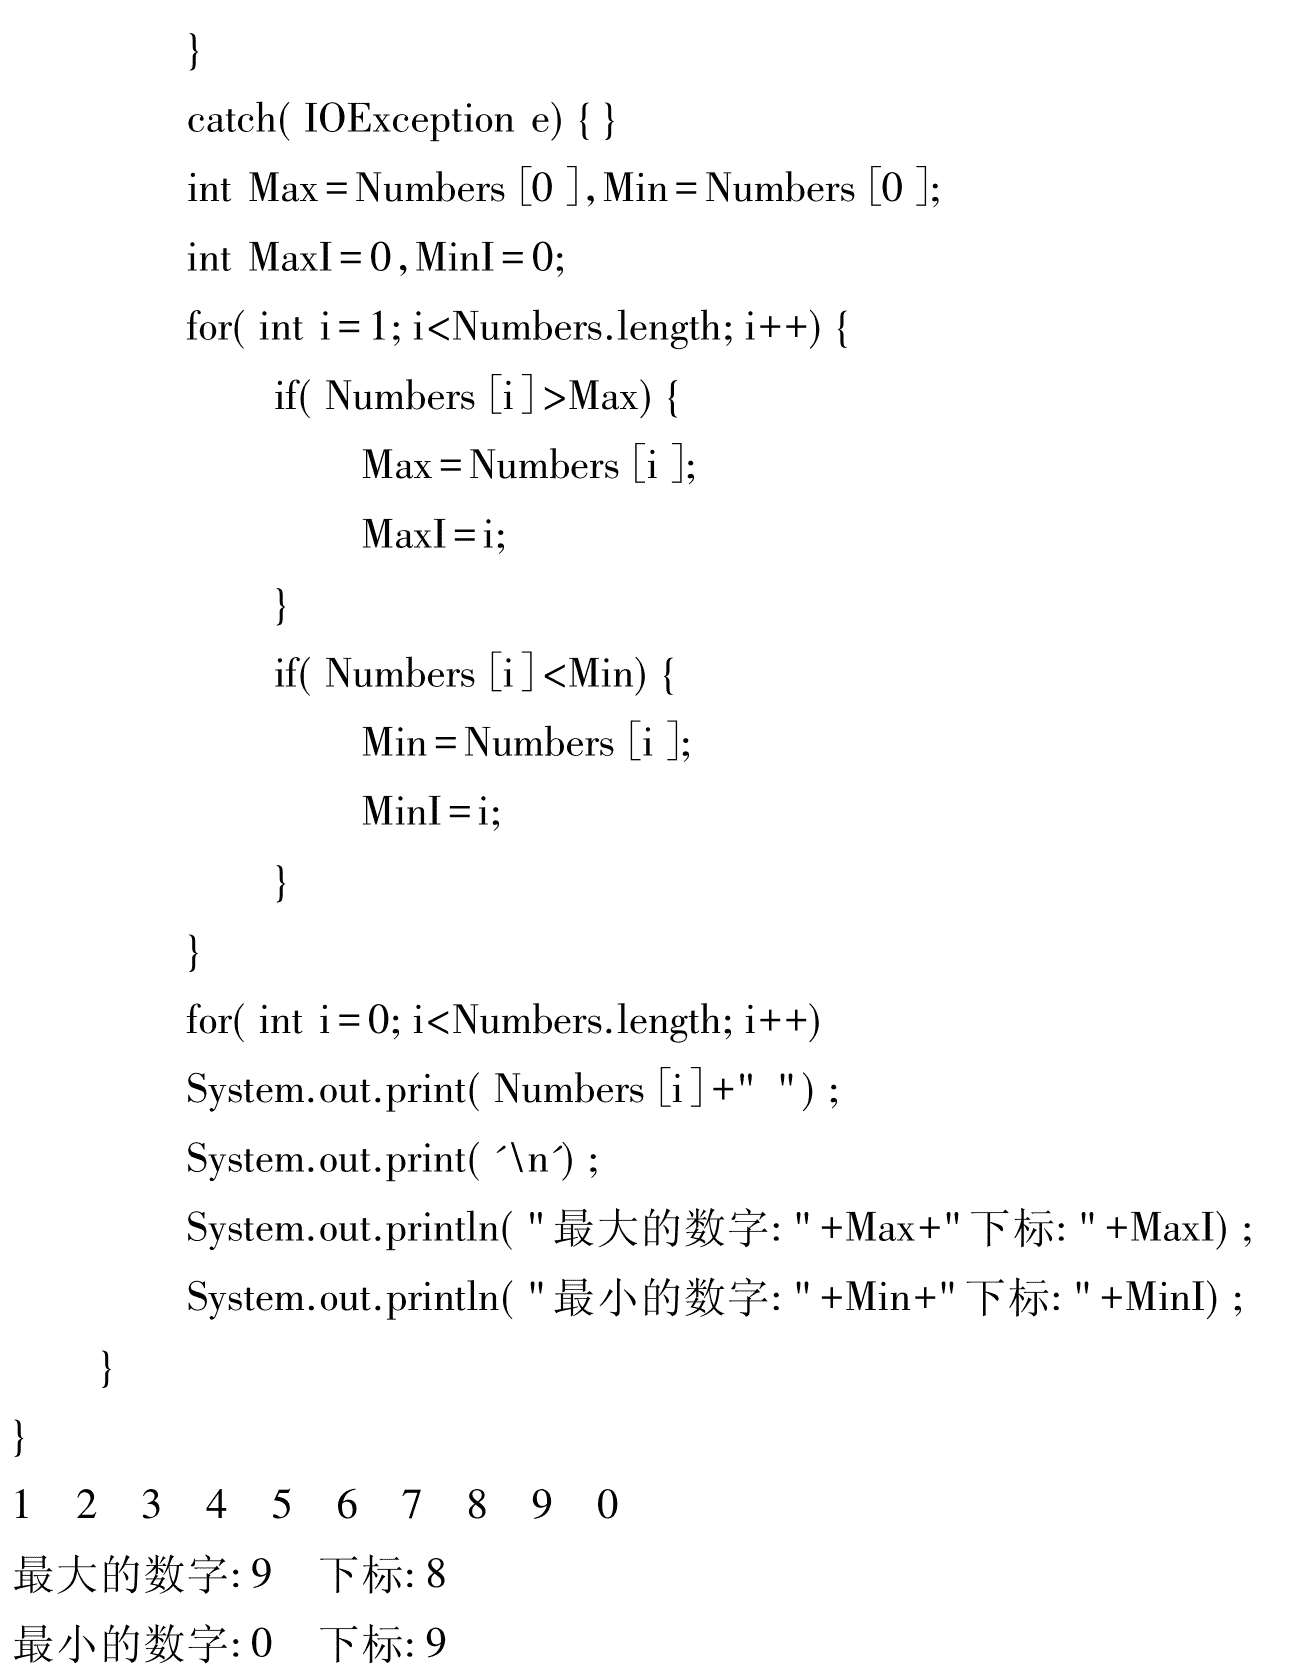 }
catch( IOException e) { }
int Max=Numbers[0],Min=Numbers[0];
int MaxI=0,MinI=0;
for( int i=1; i<Numbers.length; i++) {
if( Numbers[i]>Max) {
Max=Numbers[i];
MaxI=i;
}
if( Numbers[i]<Min) {
Min=Numbers[i];
MinI=i;
}
}
for( int i=0; i<Numbers.length; i++)
System.out.print( Numbers[i]+" ") ;
System.out.print( ´\n´) ;
System.out.println( "最大的数字: "+Max+"下标: "+MaxI) ;
System.out.println( "最小的数字: "+Min+"下标: "+MinI) ;
}
}
1 2 3 4 5 6 7 8 9 0
最大的数字: 9 下标: 8
最小的数字: 0 下标: 9